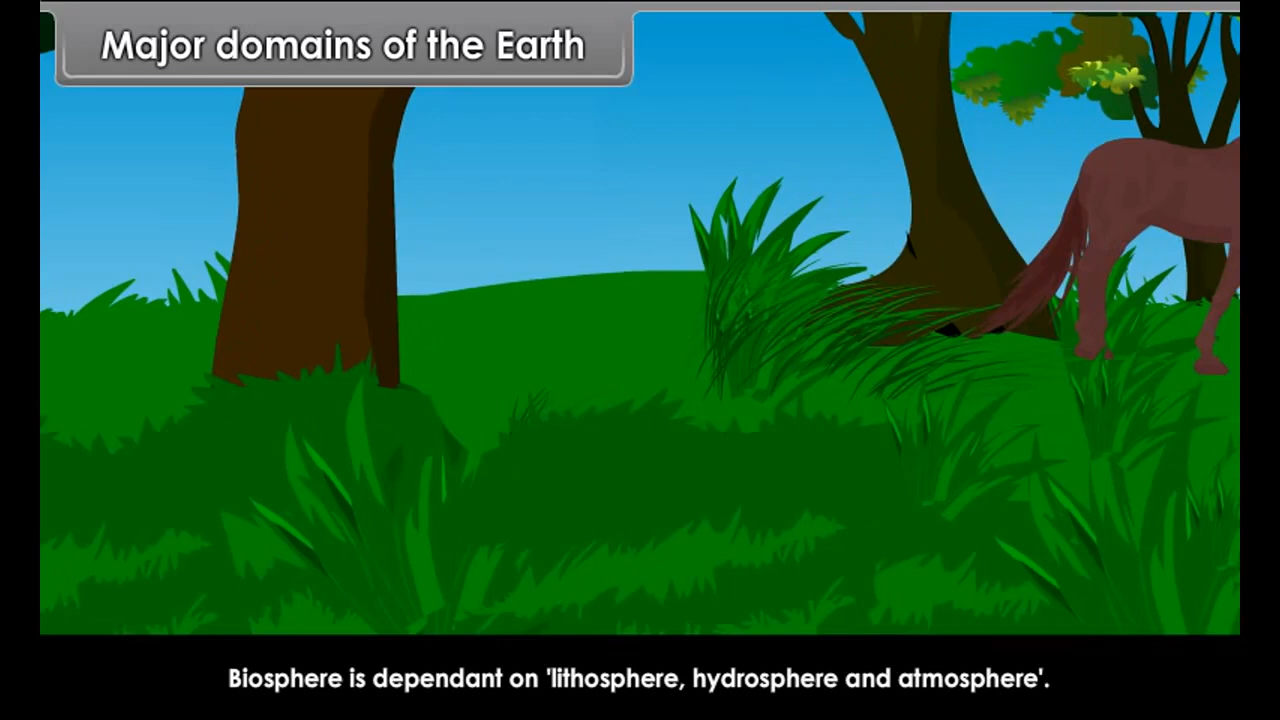 Major domains of the Earth
Biosphere is dependant on 'lithosphere, hydrosphere and atmosphere'.